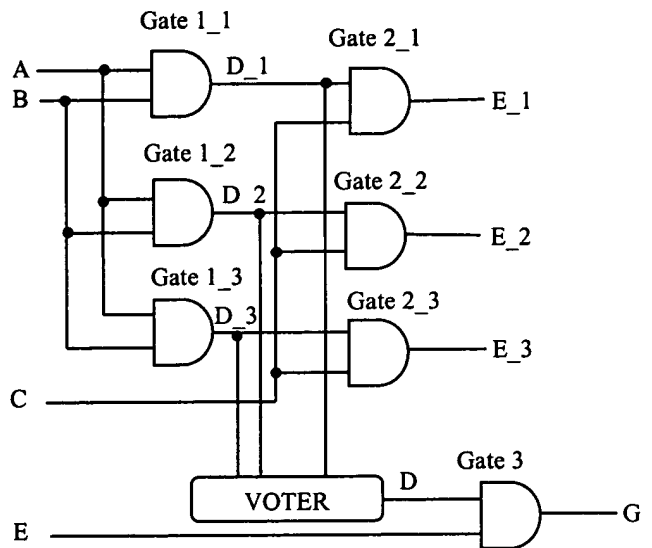 Gate 1_1
Gate 2_1
A
D_1
B
E_1
Gate 1_2
Gate 2_2
D_2
E_2
Gate 1_3
Gate 2_3
D_3
E_3
C
Gate 3
D
VOTER
G
E